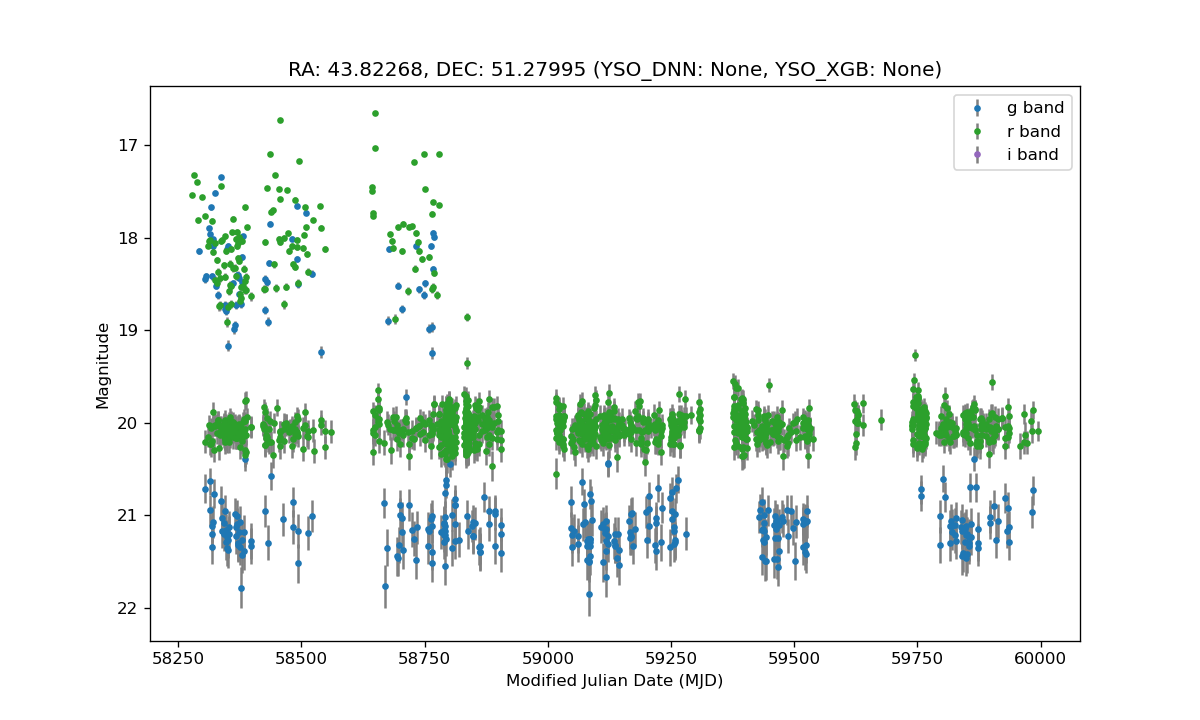 RA: 43.82268, DEC: 51.27995 (YSO_DNN: None, YSO_XGB: None)
g band
r band
i band
17
18
19
20
21
22
Magnitude
58250 58500 58750 59000 59250 59500 59750 60000
Modified Julian Date (MJD)